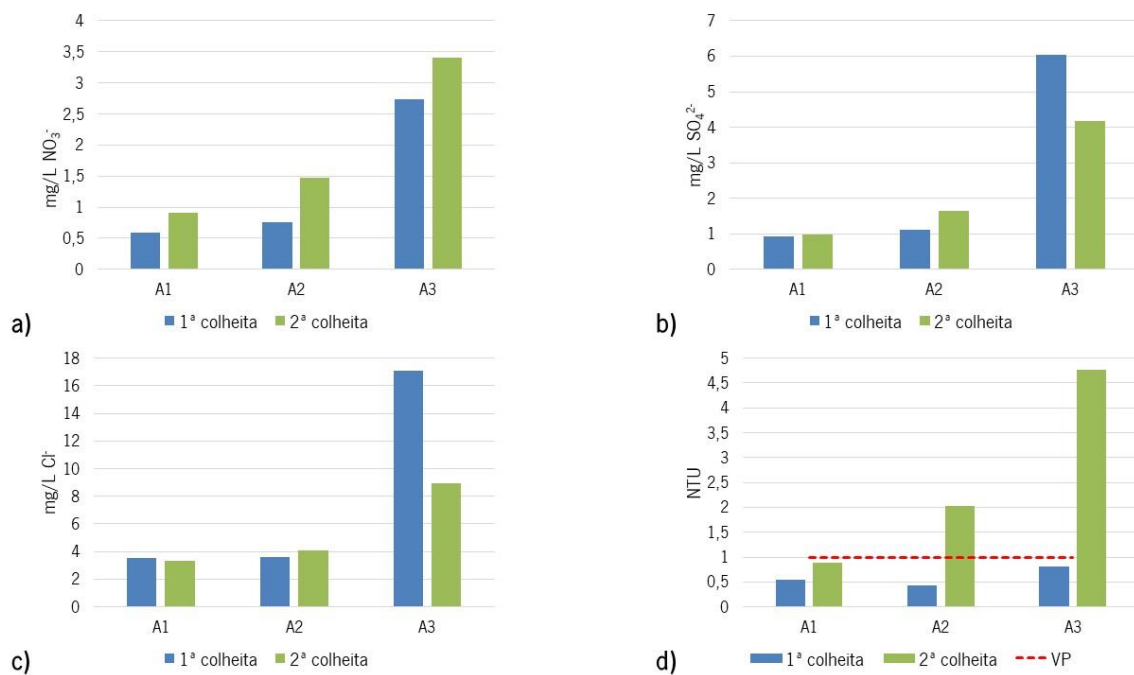 4
3,5
3
2,5
2
1,5
1
0,5
0
mg/L NO₃⁻
A1 A2 A3
1ª colheita 2ª colheita
a)
7
6
5
4
3
2
1
0
mg/L SO₄²⁻
A1 A2 A3
1ª colheita 2ª colheita
b)
18
16
14
12
10
8
6
4
2
0
mg/L Cl⁻
A1 A2 A3
1ª colheita 2ª colheita
c)
5
4,5
4
3,5
3
2,5
2
1,5
1
0,5
0
NTU
A1 A2 A3
1ª colheita 2ª colheita VP
d)